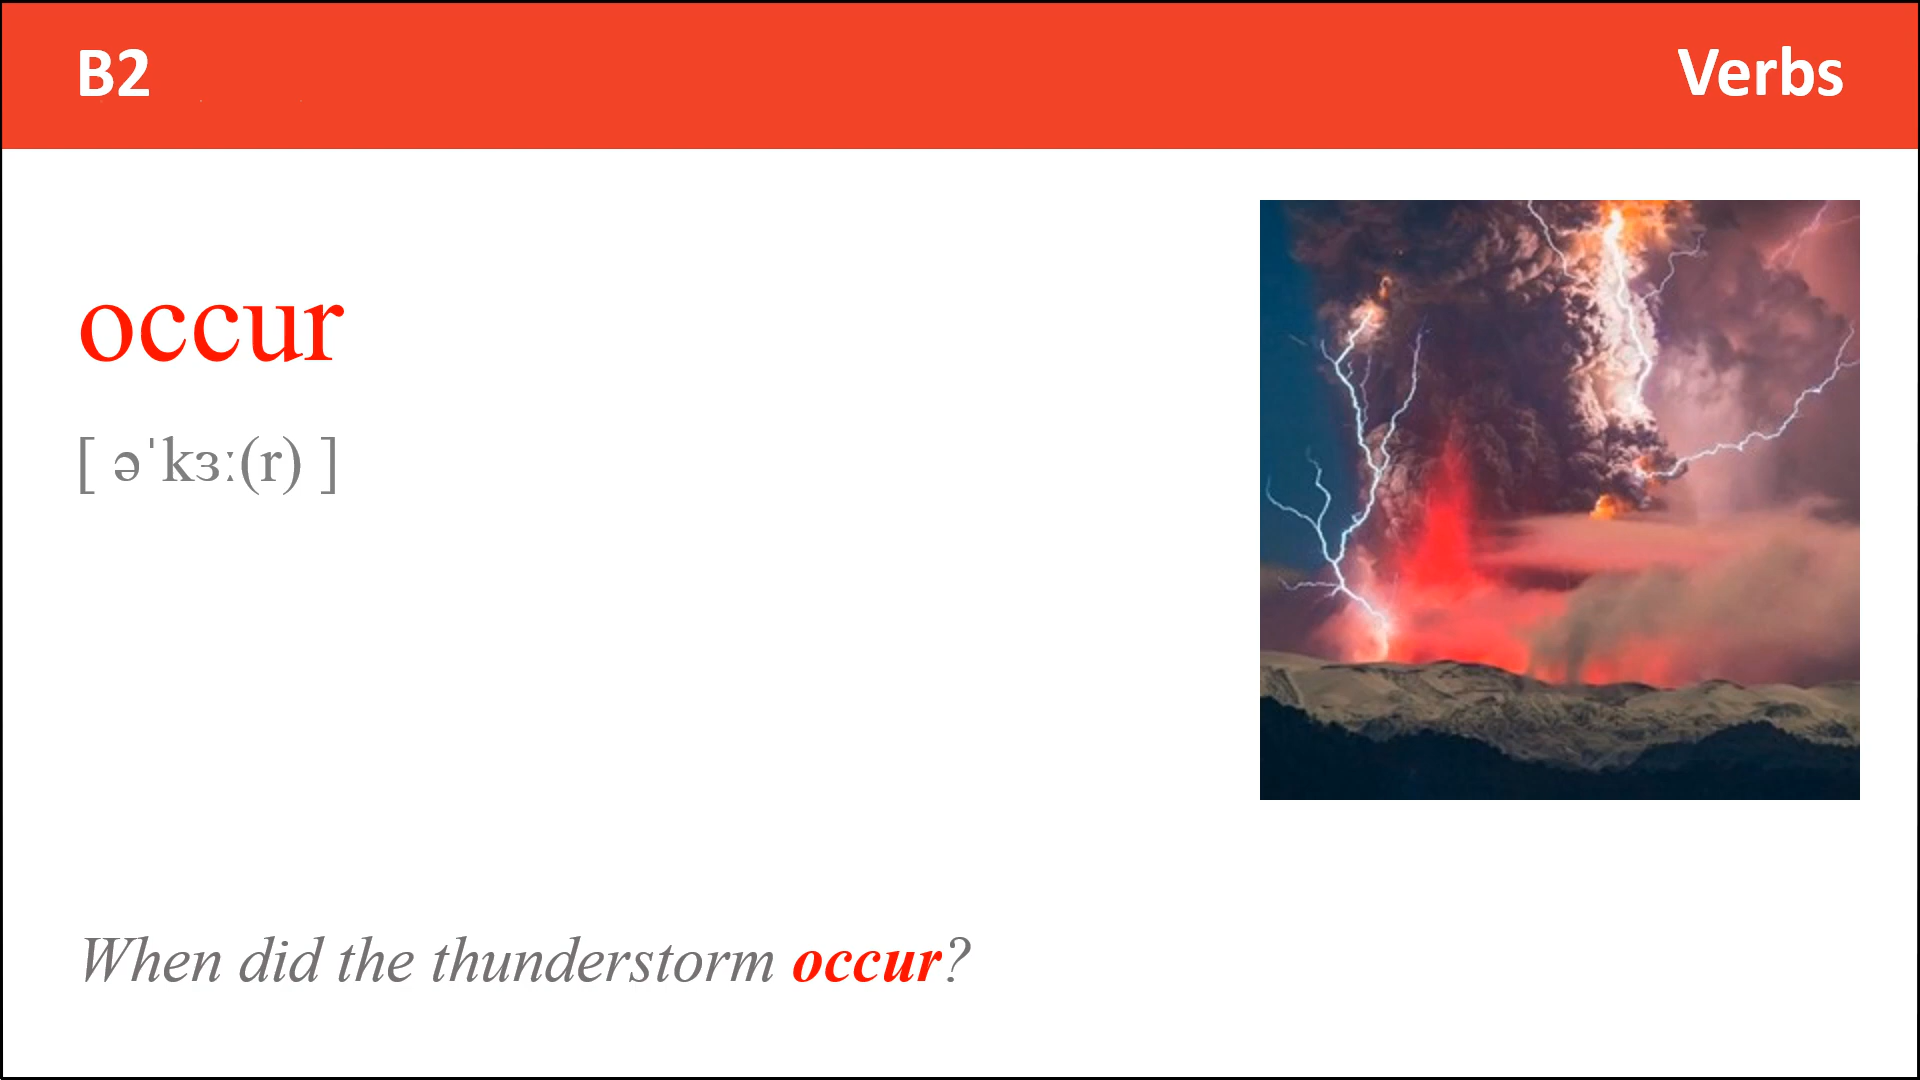 B2
Verbs
occur
[ əˈkɜː(r) ]
When did the thunderstorm occur?